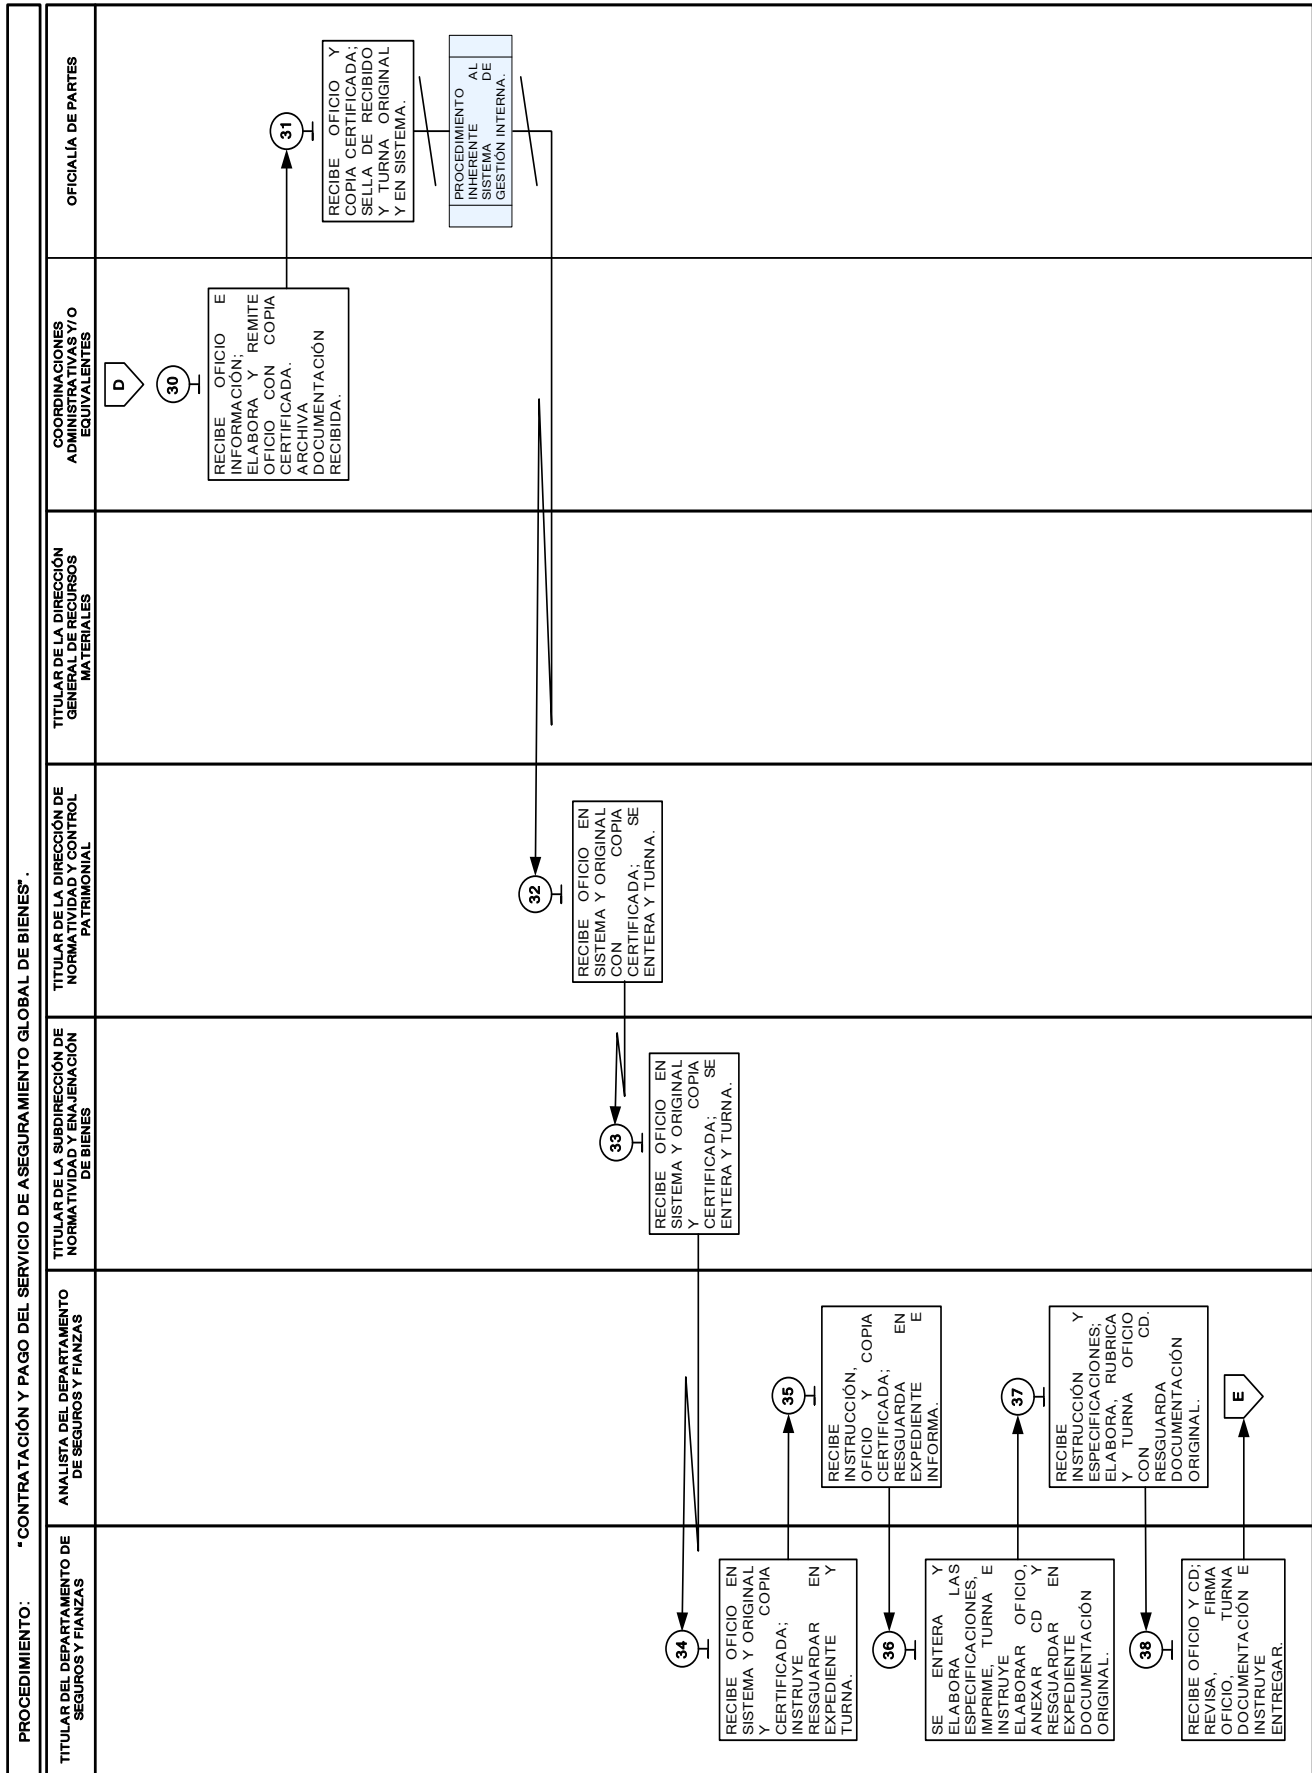 PROCEDIMIENTO: "CONTRATACIÓN Y PAGO DEL SERVICIO DE ASEGURAMIENTO GLOBAL DE BIENES".
TITULAR DEL DEPARTAMENTO DE
SEGUROS Y FIANZAS
ANALISTA DEL DEPARTAMENTO
DE SEGUROS Y FIANZAS
TITULAR DE LA SUBDIRECCIÓN DE
NORMATIVIDAD Y ENAJENACIÓN
DE BIENES
TITULAR DE LA DIRECCIÓN DE
NORMATIVIDAD Y CONTROL
PATRIMONIAL
TITULAR DE LA DIRECCIÓN
GENERAL DE RECURSOS
MATERIALES
COORDINACIONES
ADMINISTRATIVAS Y/O
EQUIVALENTES
OFICIALÍA DE PARTES
D
30
RECIBE OFICIO E
INFORMACIÓN;
ELABORA Y REMITE
OFICIO CON COPIA
CERTIFICADA.
ARCHIVA
DOCUMENTACIÓN
RECIBIDA.
31
RECIBE OFICIO Y
COPIA CERTIFICADA;
SELLA DE RECIBIDO
Y TURNA ORIGINAL
Y EN SISTEMA.
PROCEDIMIENTO
INHERENTE AL
SISTEMA DE
GESTIÓN INTERNA.
32
RECIBE OFICIO EN
SISTEMA Y ORIGINAL
CON COPIA
CERTIFICADA; SE
ENTERA Y TURNA.
33
RECIBE OFICIO EN
SISTEMA Y ORIGINAL
Y COPIA
CERTIFICADA; SE
ENTERA Y TURNA.
34
RECIBE OFICIO EN
SISTEMA Y ORIGINAL
Y COPIA
CERTIFICADA;
INSTRUYE
RESGUARDAR EN
EXPEDIENTE Y
TURNA.
35
RECIBE
INSTRUCCIÓN,
OFICIO Y COPIA
CERTIFICADA;
RESGUARDA EN
EXPEDIENTE E
INFORMA.
36
SE ENTERA Y
ELABORA LAS
ESPECIFICACIONES,
IMPRIME, TURNA E
INSTRUYE
ELABORAR OFICIO,
ANEXAR CD Y
RESGUARDAR EN
EXPEDIENTE
DOCUMENTACIÓN
ORIGINAL.
37
RECIBE
INSTRUCCIÓN Y
ESPECIFICACIONES;
ELABORA, RUBRICA
Y TURNA OFICIO
CON CD.
RESGUARDA
DOCUMENTACIÓN
ORIGINAL.
38
RECIBE OFICIO Y CD;
REVISA, FIRMA
OFICIO, TURNA
DOCUMENTACIÓN E
INSTRUYE
ENTREGAR.
E